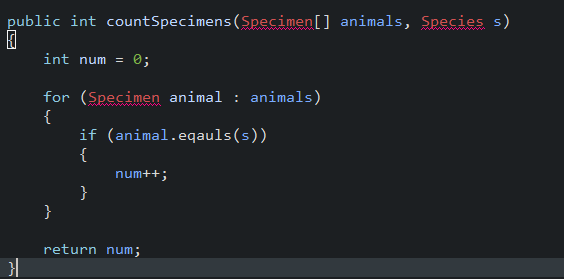 public int countSpecimens(Specimen[] animals, Species s)
{
    int num = 0;

    for (Specimen animal : animals)
    {
        if (animal.eqauls(s))
        {
            num++;
        }
    }

    return num;
}